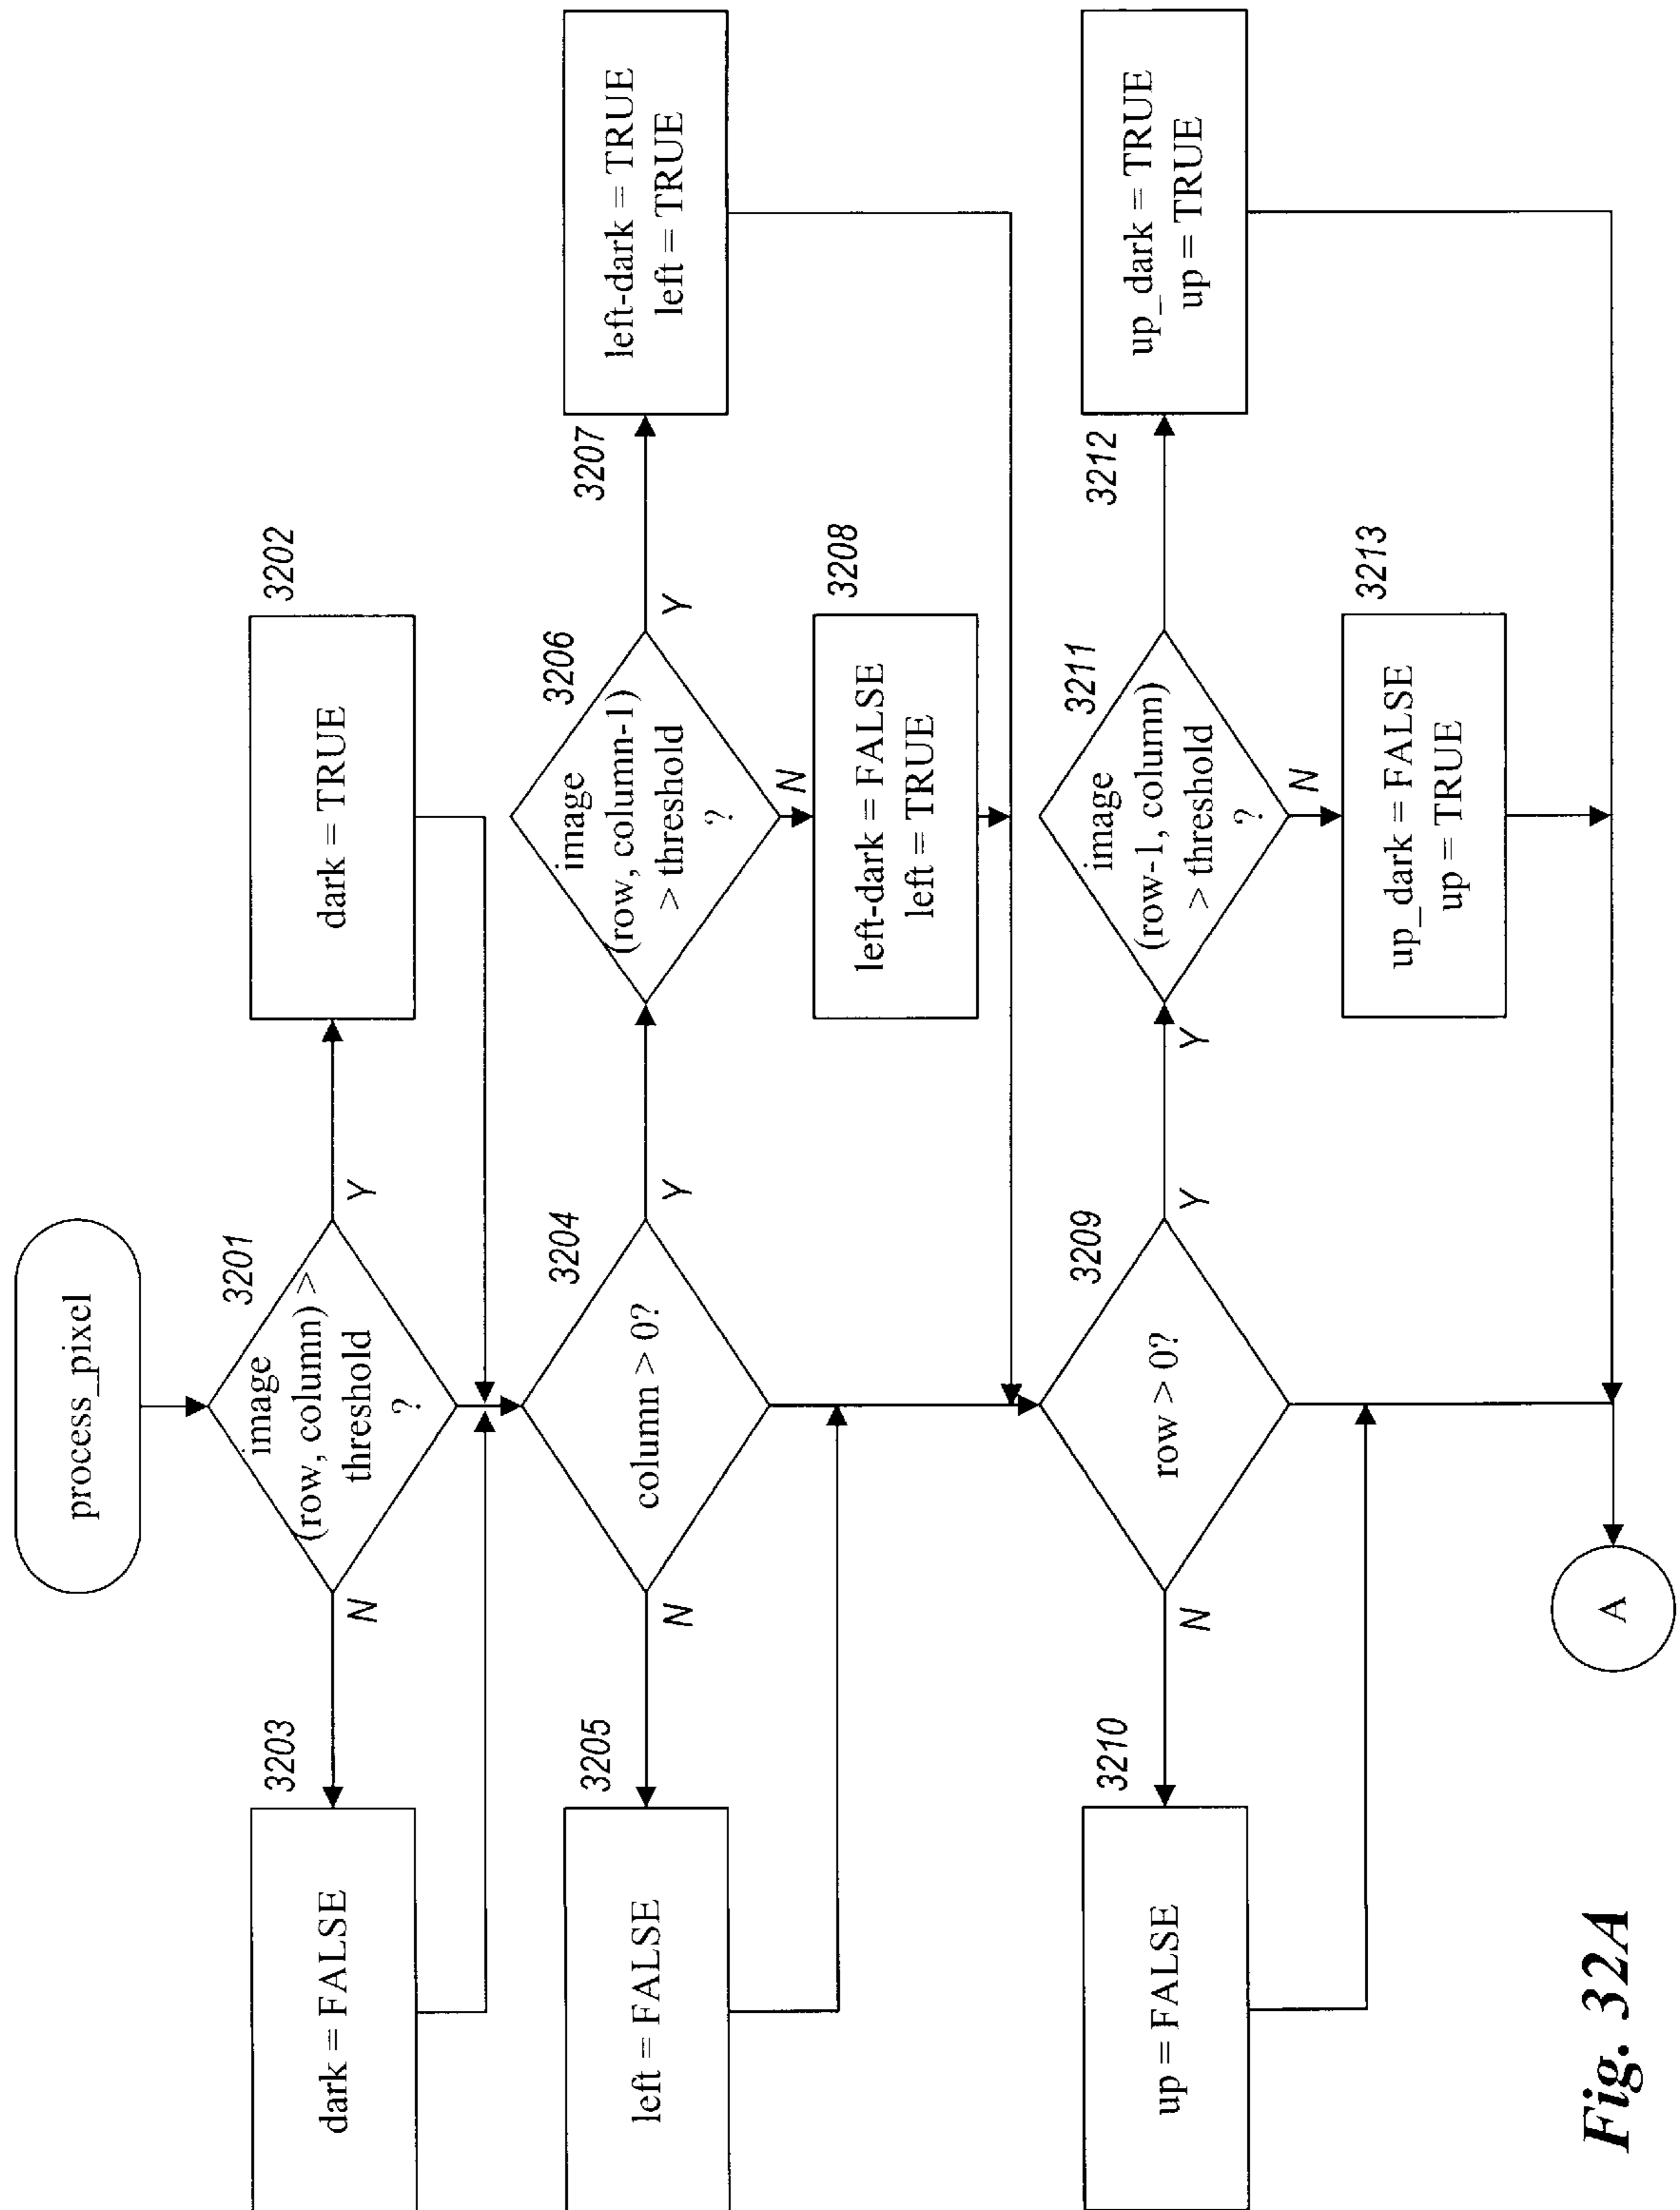 process_pixel
3201
image
(row, column) >
threshold
?
Y
N
3202
dark = TRUE
3203
dark = FALSE
3204
column > 0?
Y
N
3205
left = FALSE
3206
image
(row, column-1)
> threshold
?
Y
N
3207
left-dark = TRUE
left = TRUE
3208
left-dark = FALSE
left = TRUE
3209
row > 0?
Y
N
3210
up = FALSE
3211
image
(row-1, column)
> threshold
?
Y
N
3212
up_dark = TRUE
up = TRUE
3213
up_dark = FALSE
up = TRUE
A
Fig. 32A